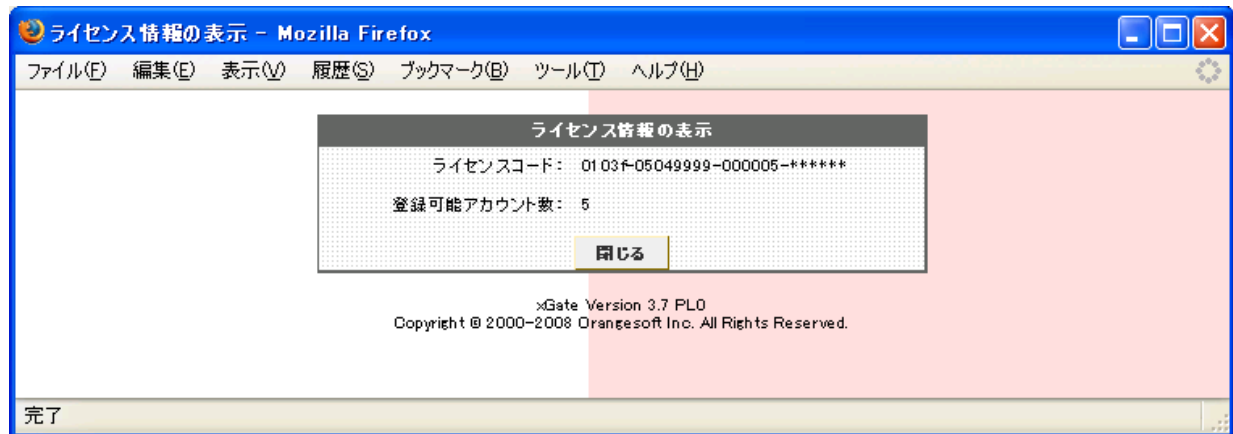 ライセンス情報の表示 - Mozilla Firefox
ファイル(F) 編集(E) 表示(V) 履歴(S) ブックマーク(B) ツール(T) ヘルプ(H)
ライセンス情報の表示
ライセンスコード： 0103f-05049999-000005-******
登録可能アカウント数： 5
閉じる
xGate Version 3.7 PL0
Copyright © 2000-2008 Orangesoft Inc. All Rights Reserved.
完了